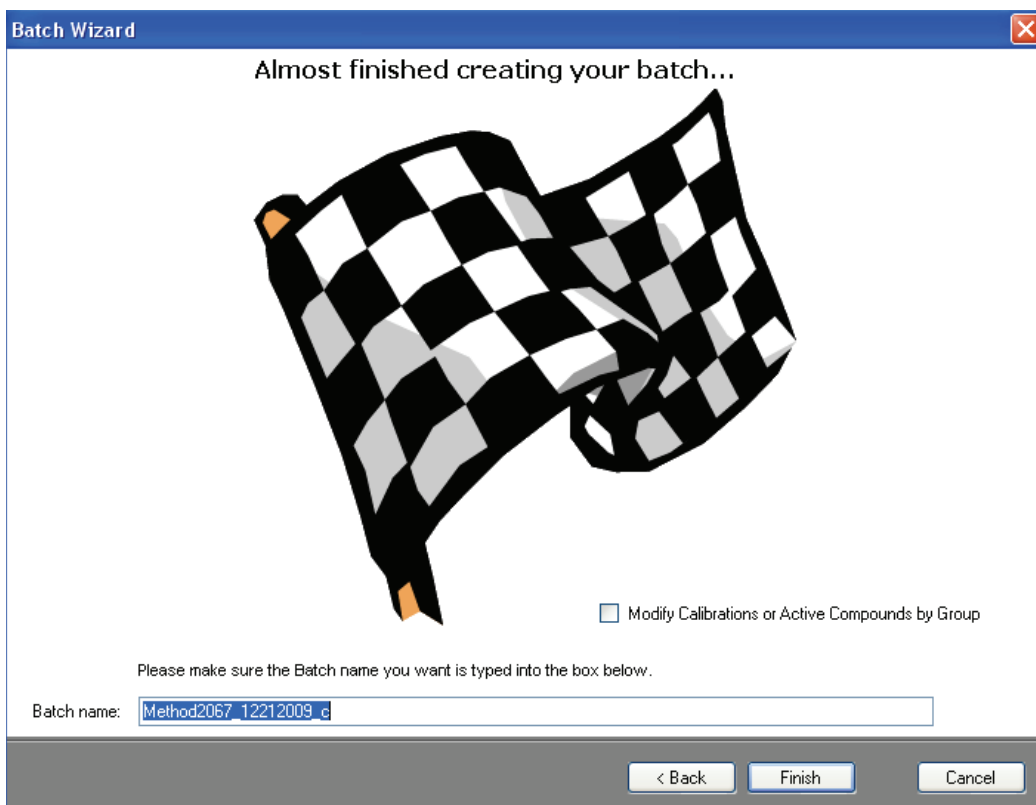 Batch Wizard
Almost finished creating your batch...
Modify Calibrations or Active Compounds by Group
Please make sure the Batch name you want is typed into the box below.
Batch name: Method2067_12212009_c
< Back Finish Cancel